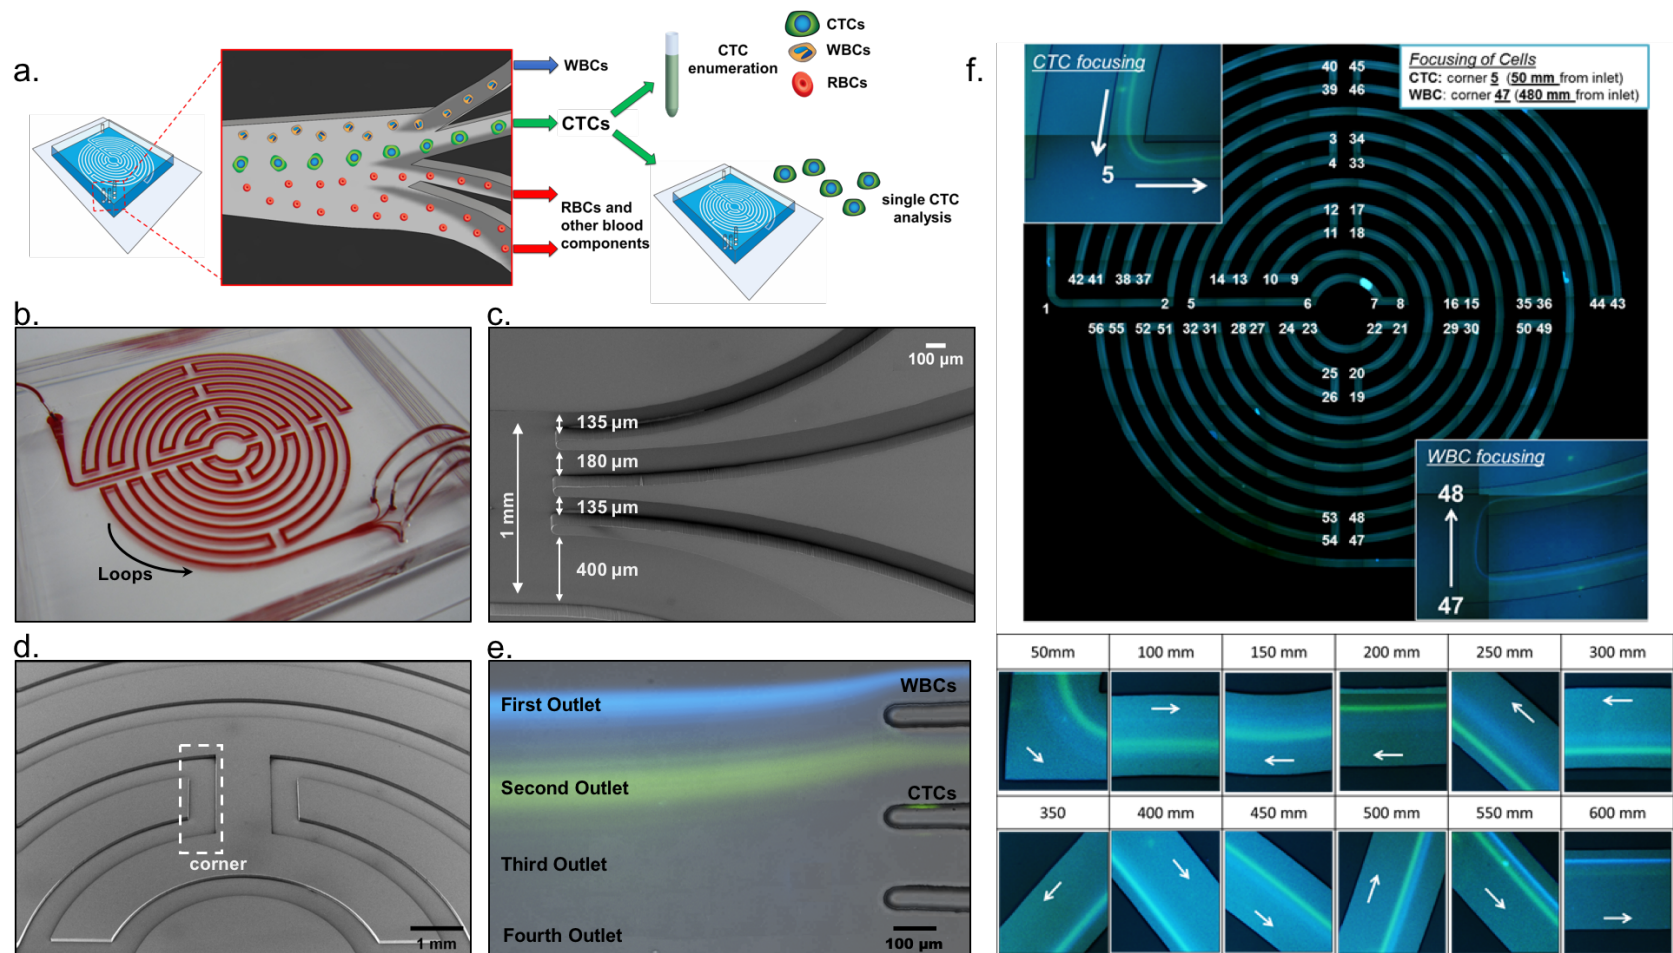 a.
WBCs
CTCs
RBCs and
other blood
components
CTC
enumeration
single CTC
analysis
CTCs
WBCs
RBCs
b.
Loops
c.
100 µm
135 µm
180 µm
135 µm
400 µm
1 mm
d.
corner
1 mm
e.
First Outlet
Second Outlet
Third Outlet
Fourth Outlet
WBCs
CTCs
100 µm
f.
CTC focusing
5
Focusing of Cells
CTC: corner 5 (50 mm from inlet)
WBC: corner 47 (480 mm from inlet)
40 45
39 46
3 34
4 33
12 17
11 18
42 41 38 37 14 13 10 9
1 2 5 6 7 8 16 15 35 36 44 43
56 55 52 51 32 31 28 27 24 23 22 21 29 30 50 49
25 20
26 19
53 48
54 47
WBC focusing
48
47
50mm 100 mm 150 mm 200 mm 250 mm 300 mm
350 400 mm 450 mm 500 mm 550 mm 600 mm